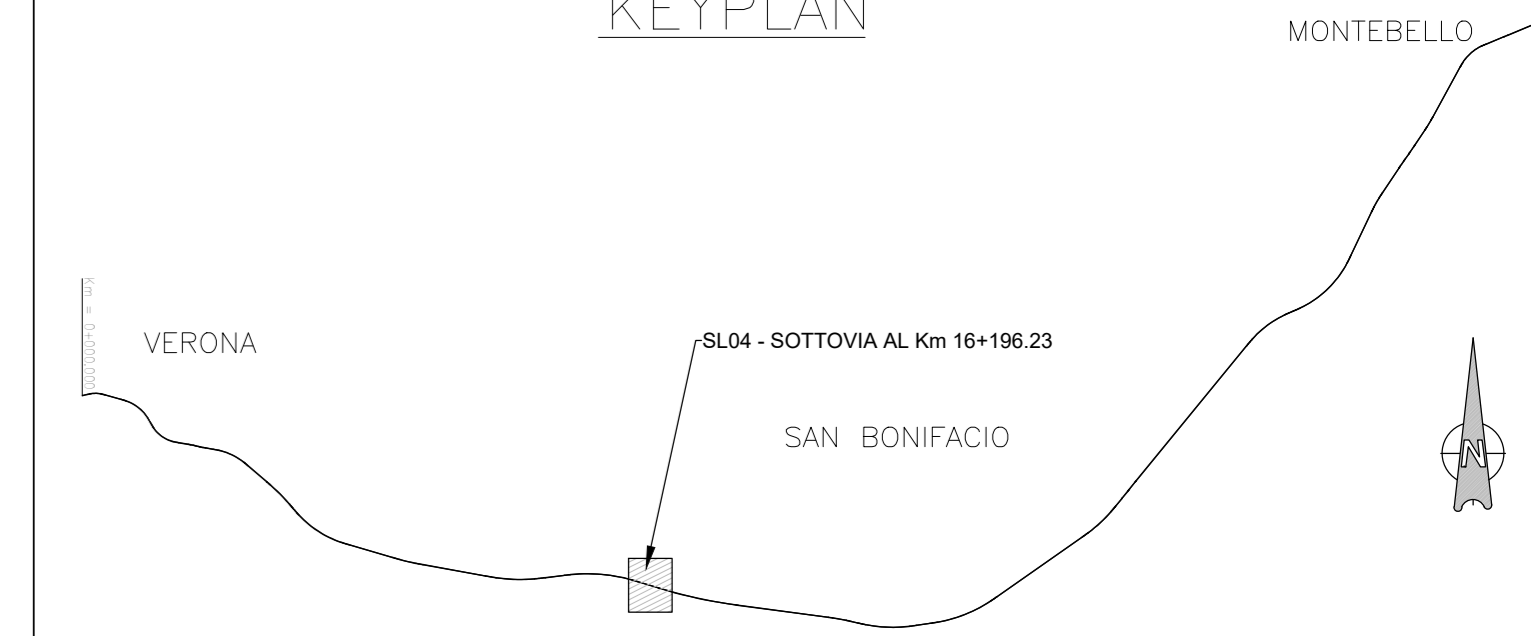 KEYPLAN
MONTEBELLO
Km = 0+000.000
VERONA
SL04 - SOTTOVIA AL Km 16+196.23
SAN BONIFACIO
N